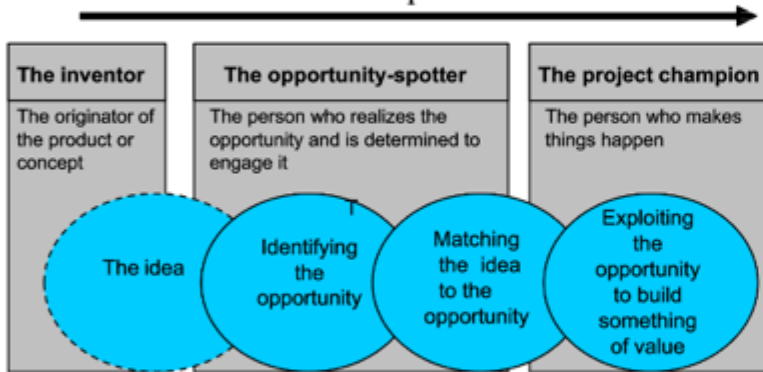 The inventor
The originator
of the product or
concept
The opportunity-spotter
The person who realizes the
opportunity and is determined to
engage it
The project champion
The person who makes
things happen
The idea
T
Identifying
the
opportunity
Matching
the idea
to the
opportunity
Exploiting
the
opportunity
to build
something
of value